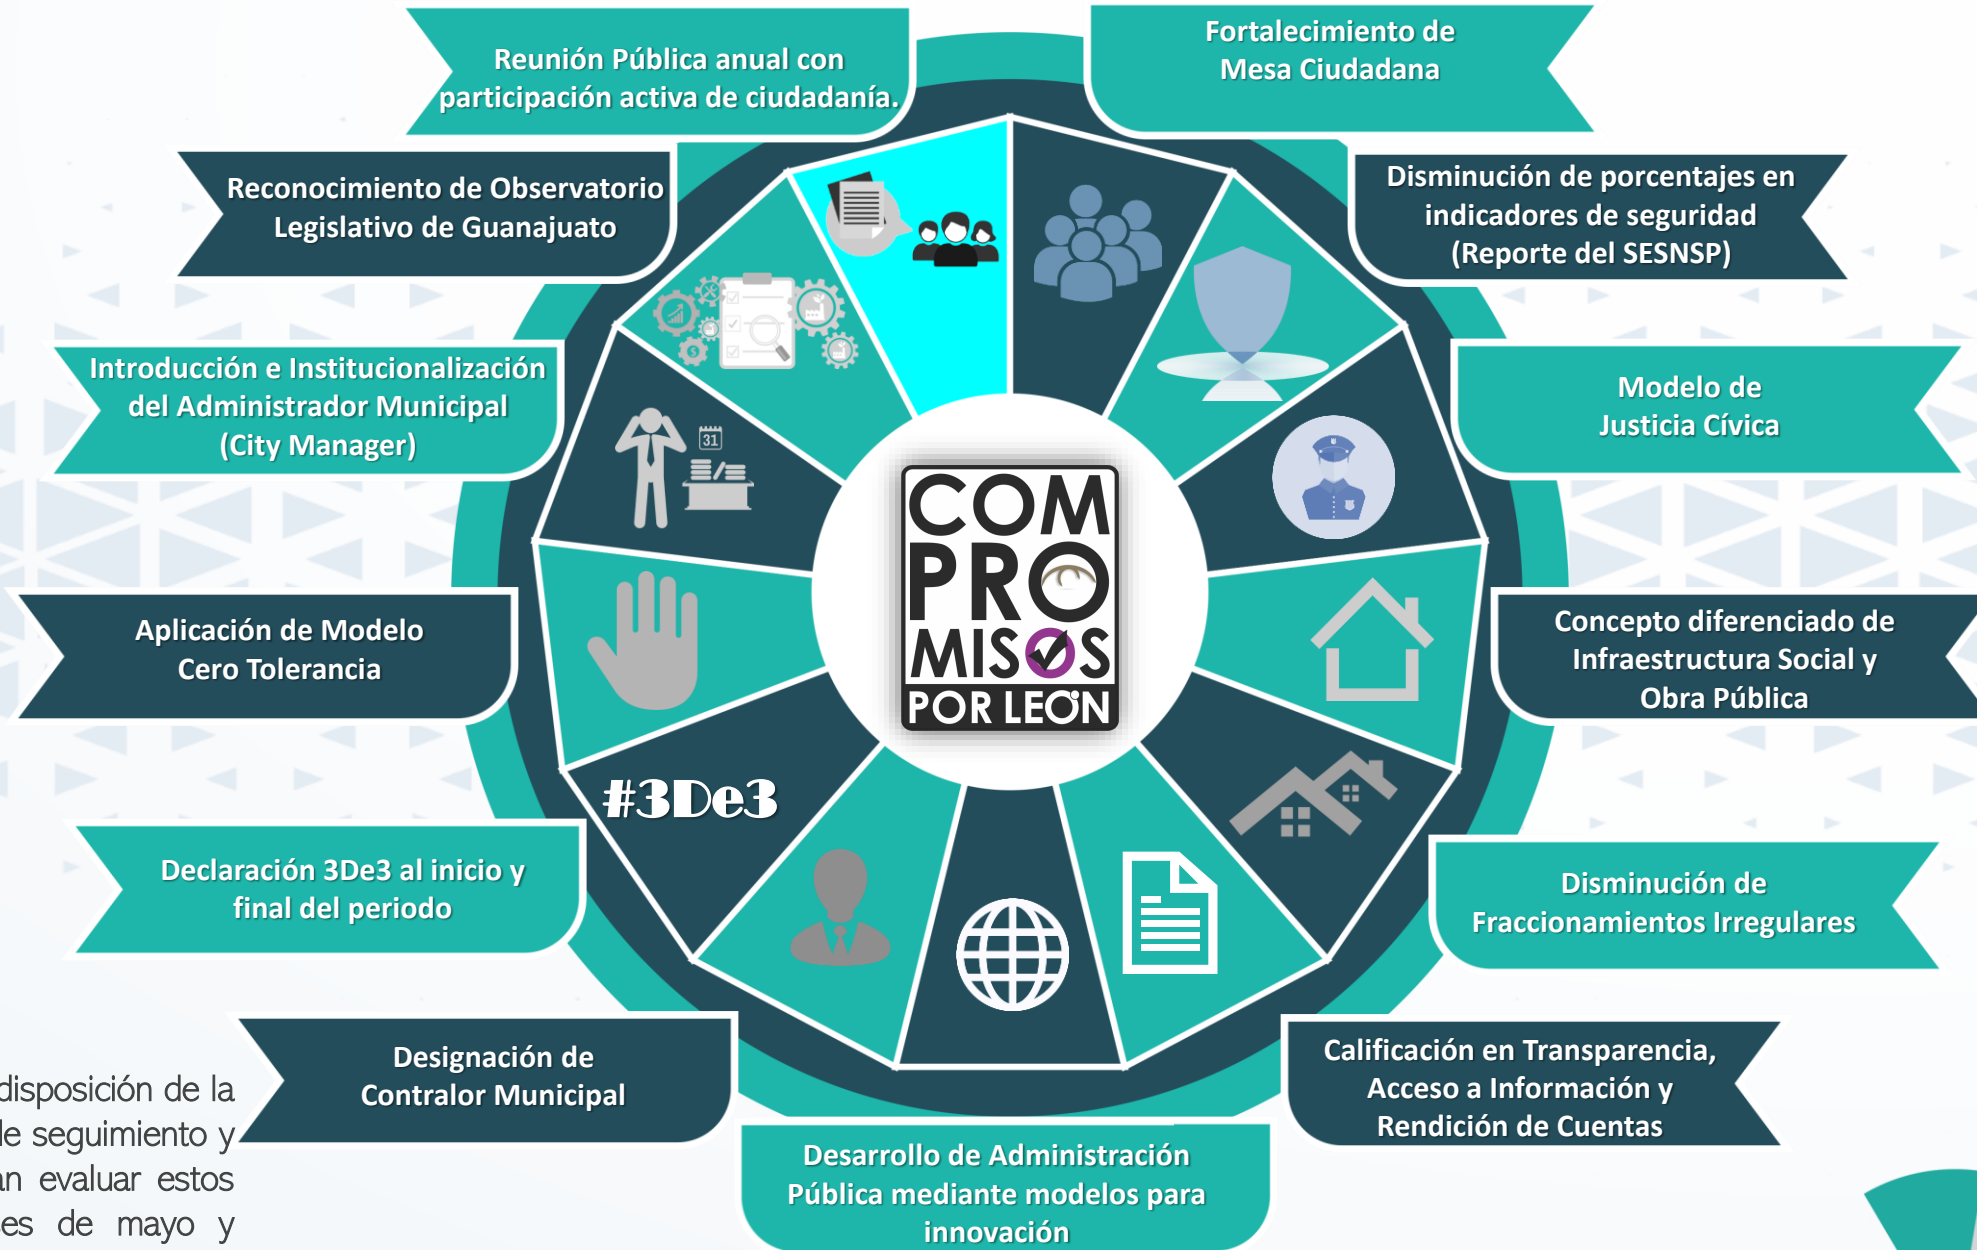 Reunión Pública anual con
participación activa de ciudadanía.
Fortalecimiento de
Mesa Ciudadana
Reconocimiento de Observatorio
Legislativo de Guanajuato
Disminución de porcentajes en
indicadores de seguridad
(Reporte del SESNSP)
Introducción e Institucionalización
del Administrador Municipal
(City Manager)
31
$
Modelo de
Justicia Cívica
COM
PRO
MISOS
POR LEÓN
Aplicación de Modelo
Cero Tolerancia
Concepto diferenciado de
Infraestructura Social y
Obra Pública
#3De3
Declaración 3De3 al inicio y
final del periodo
Disminución de
Fraccionamientos Irregulares
Designación de
Contralor Municipal
Calificación en Transparencia,
Acceso a Información y
Rendición de Cuentas
Desarrollo de Administración
Pública mediante modelos para
innovación
disposición de la
de seguimiento y
evaluar estos
de mayo y